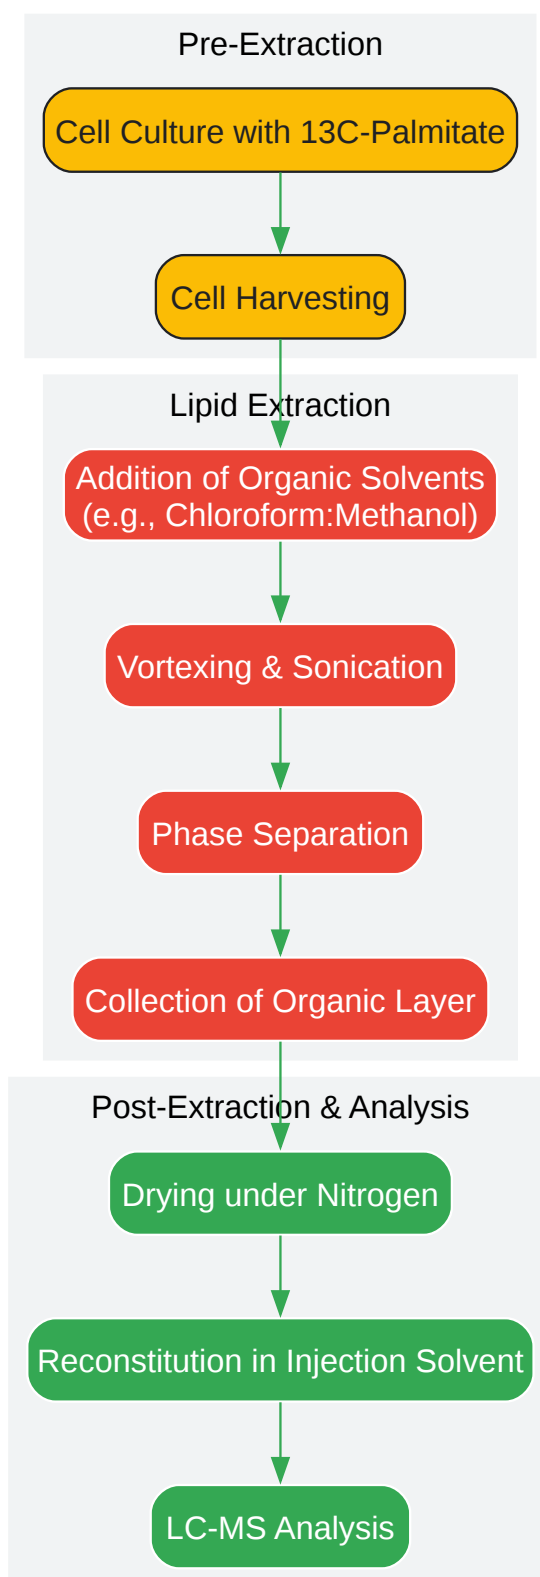 Pre-Extraction
Cell Culture with 13C-Palmitate
Cell Harvesting
Lipid Extraction
Addition of Organic Solvents
(e.g., Chloroform:Methanol)
Vortexing & Sonication
Phase Separation
Collection of Organic Layer
Post-Extraction & Analysis
Drying under Nitrogen
Reconstitution in Injection Solvent
LC-MS Analysis